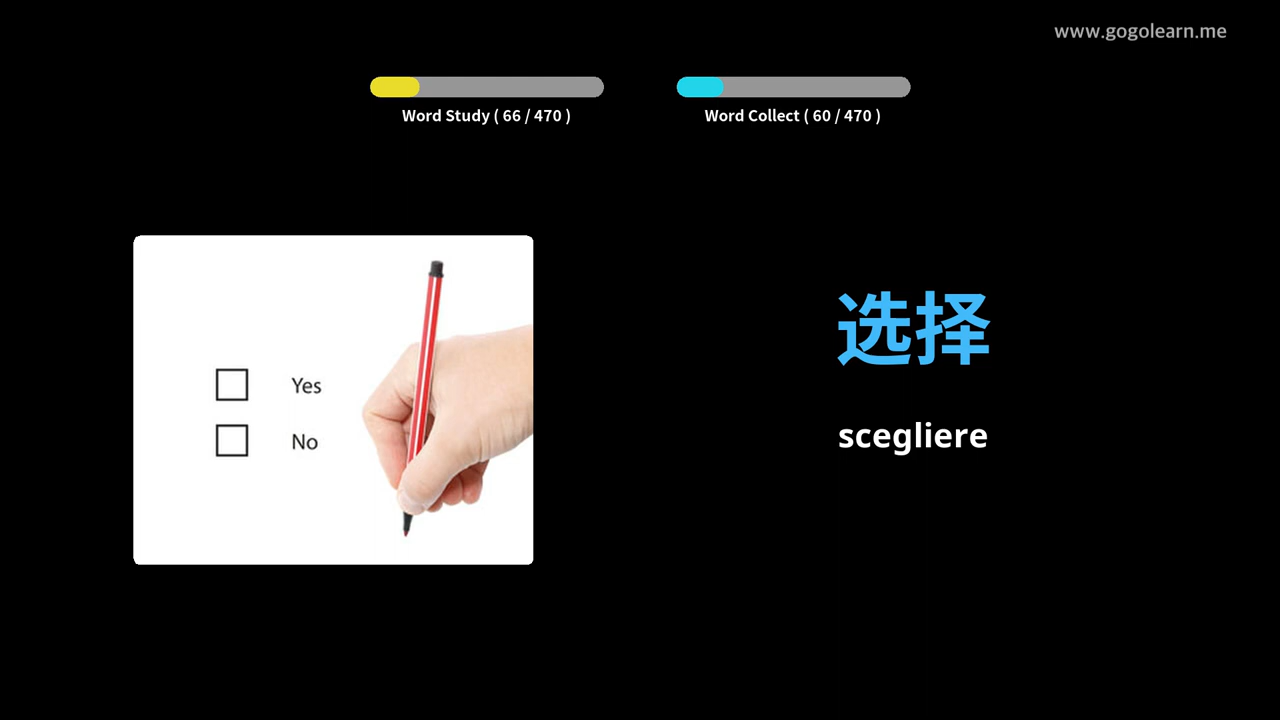 www.gogolearn.me
Word Study ( 66 / 470 )
Word Collect ( 60 / 470 )
Yes
No
选择
scegliere